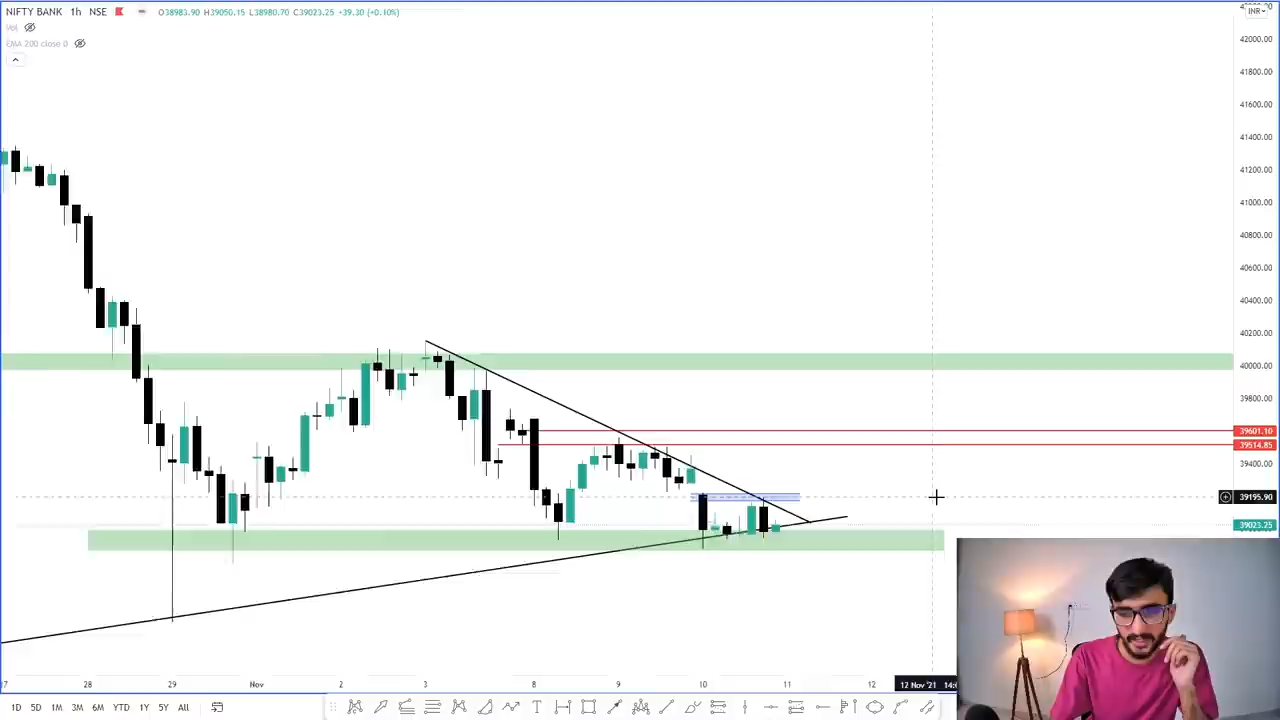 NIFTY BANK 1h NSE O38983.90 H39050.15 L38980.70 C39023.25 +39.30 (+0.10%)
Vol
EMA 200 close 0
INR
42000.00
41800.00
41600.00
41400.00
41200.00
41000.00
40800.00
40600.00
40400.00
40200.00
40000.00
39800.00
39601.10
39514.85
39400.00
39195.90
39023.25
28 29 Nov 2 3 8 10 11 12 12 Nov '21
1D 5D 1M 3M 6M YTD 1Y 5Y All